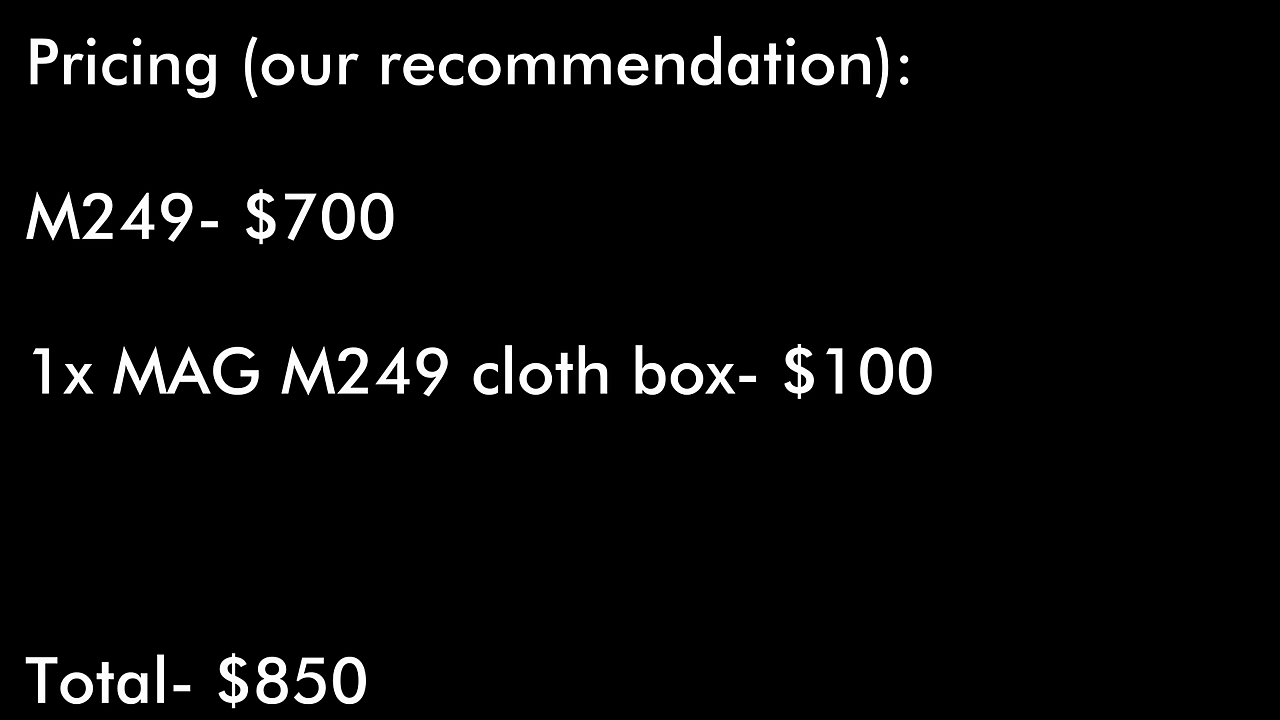 Pricing (our recommendation):
M249- $700
1x MAG M249 cloth box- $100
Total- $850